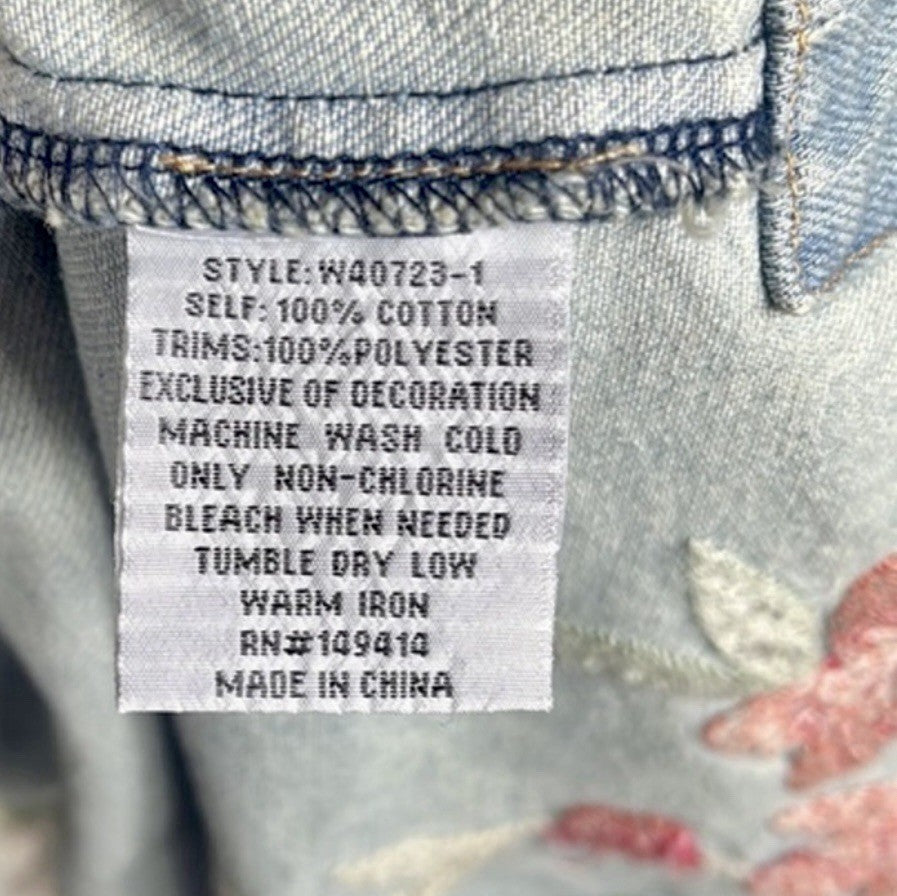 STYLE: W40723-1
SELF: 100% COTTON
TRIMS:100%POLYESTER
EXCLUSIVE OF DECORATION
MACHINE WASH COLD
ONLY NON-CHLORINE
BLEACH WHEN NEEDED
TUMBLE DRY LOW
WARM IRON
RN#149414
MADE IN CHINA